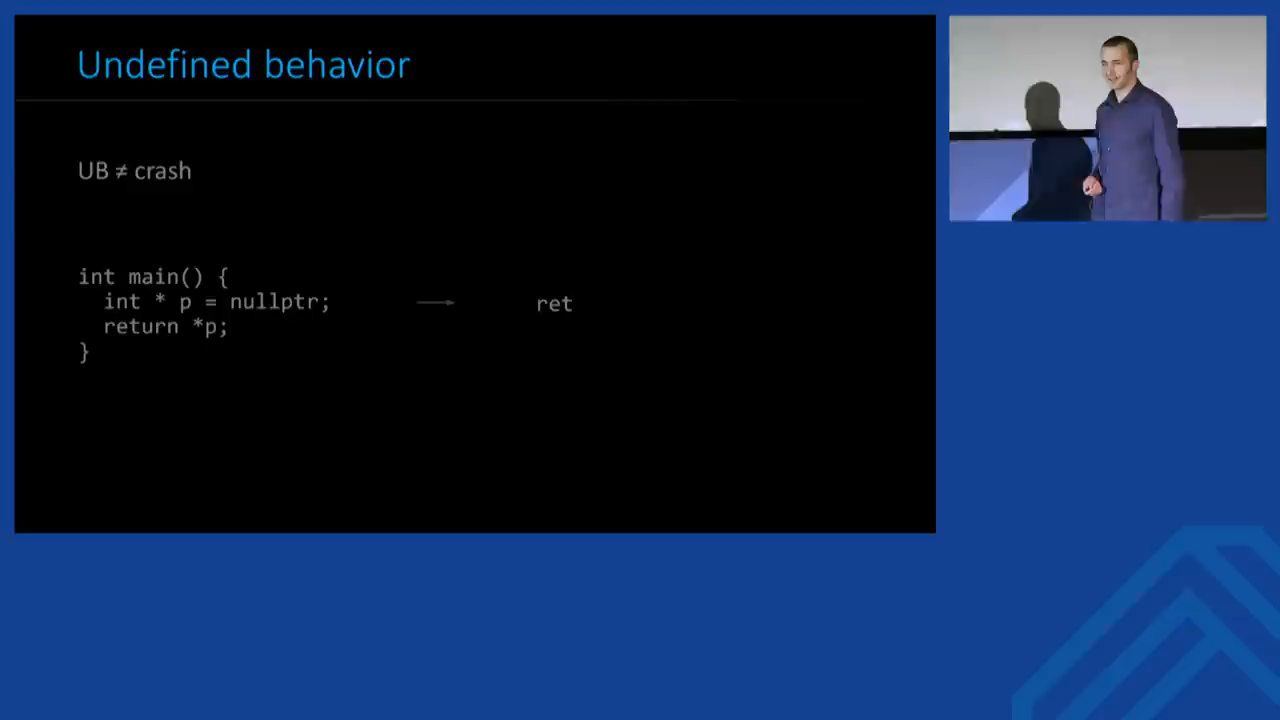 Undefined behavior
UB ≠ crash
int main() {
int * p = nullptr;
return *p;
}
ret